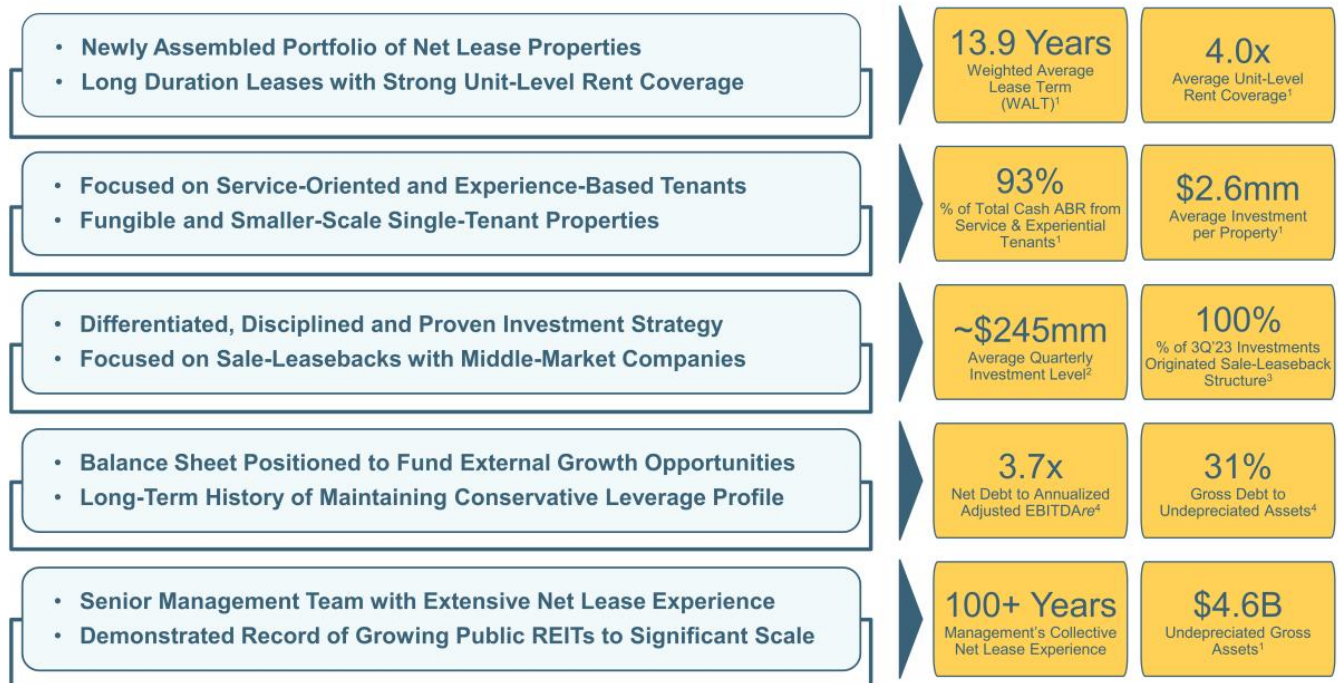 • Newly Assembled Portfolio of Net Lease Properties
• Long Duration Leases with Strong Unit-Level Rent Coverage
13.9 Years
Weighted Average
Lease Term
(WALT)¹
4.0x
Average Unit-Level
Rent Coverage¹
• Focused on Service-Oriented and Experience-Based Tenants
• Fungible and Smaller-Scale Single-Tenant Properties
93%
% of Total Cash ABR from
Service & Experiential
Tenants¹
$2.6mm
Average Investment
per Property¹
• Differentiated, Disciplined and Proven Investment Strategy
• Focused on Sale-Leasebacks with Middle-Market Companies
~$245mm
Average Quarterly
Investment Level²
100%
% of 3Q'23 Investments
Originated Sale-Leaseback
Structure³
• Balance Sheet Positioned to Fund External Growth Opportunities
• Long-Term History of Maintaining Conservative Leverage Profile
3.7x
Net Debt to Annualized
Adjusted EBITDAre⁴
31%
Gross Debt to
Undepreciated Assets⁴
• Senior Management Team with Extensive Net Lease Experience
• Demonstrated Record of Growing Public REITs to Significant Scale
100+ Years
Management's Collective
Net Lease Experience
$4.6B
Undepreciated Gross
Assets¹